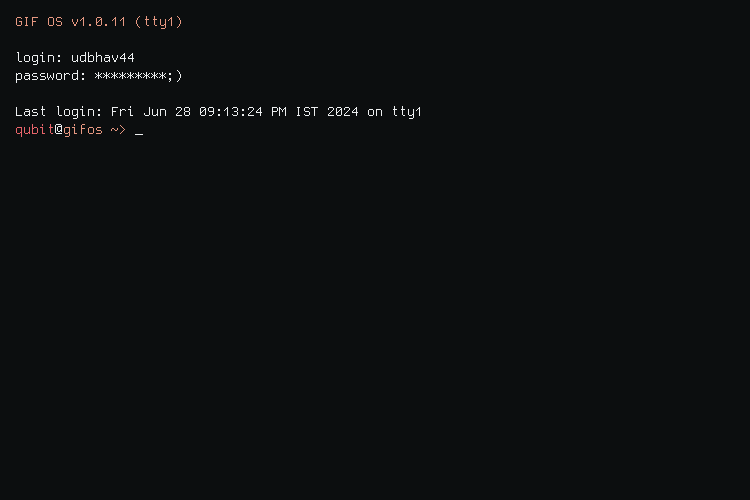 GIF OS v1.0.11 (tty1)
login: udbhav44
password: *********;)
Last login: Fri Jun 28 09:13:24 PM IST 2024 on tty1
qubit@gifos ~> _